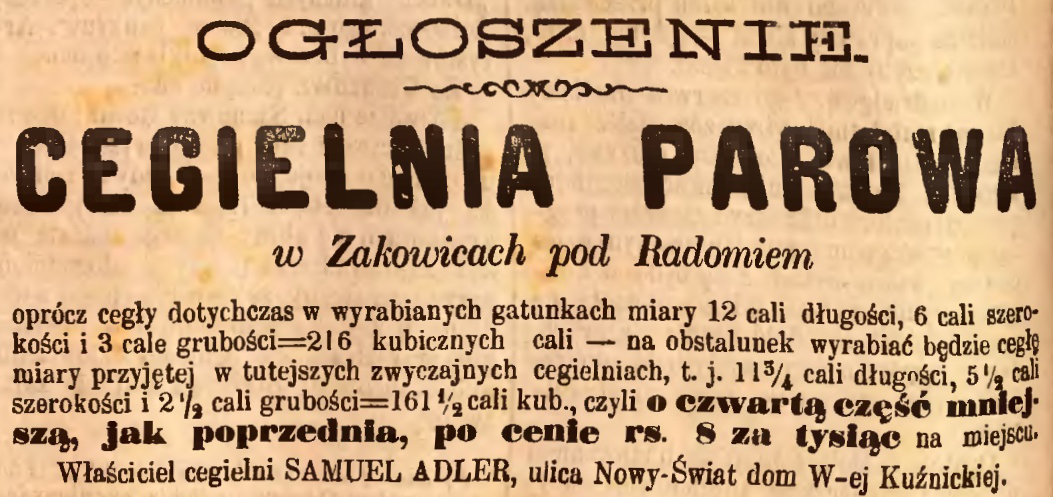 OGŁOSZENIE.
CEGIELNIA PAROWA
w Zakowicach pod Radomiem
oprócz cegły dotychczas w wyrabianych gatunkach miary 12 cali długości, 6 cali szero-
kości i 3 cale grubości=216 kubicznych cali — na obstalunek wyrabiać będzie cegłę
miary przyjętej w tutejszych zwyczajnych cegielniach, t. j. 11¾ cali długości, 5½ cali
szerokości i 2½ cali grubości=161½ cali kub., czyli o czwartą część mniej-
szą, jak poprzednia, po cenie rs. 8 za tysiąc na miejscu.
Właściciel cegielni SAMUEL ADLER, ulica Nowy-Świat dom W-ej Kuźnickiej.